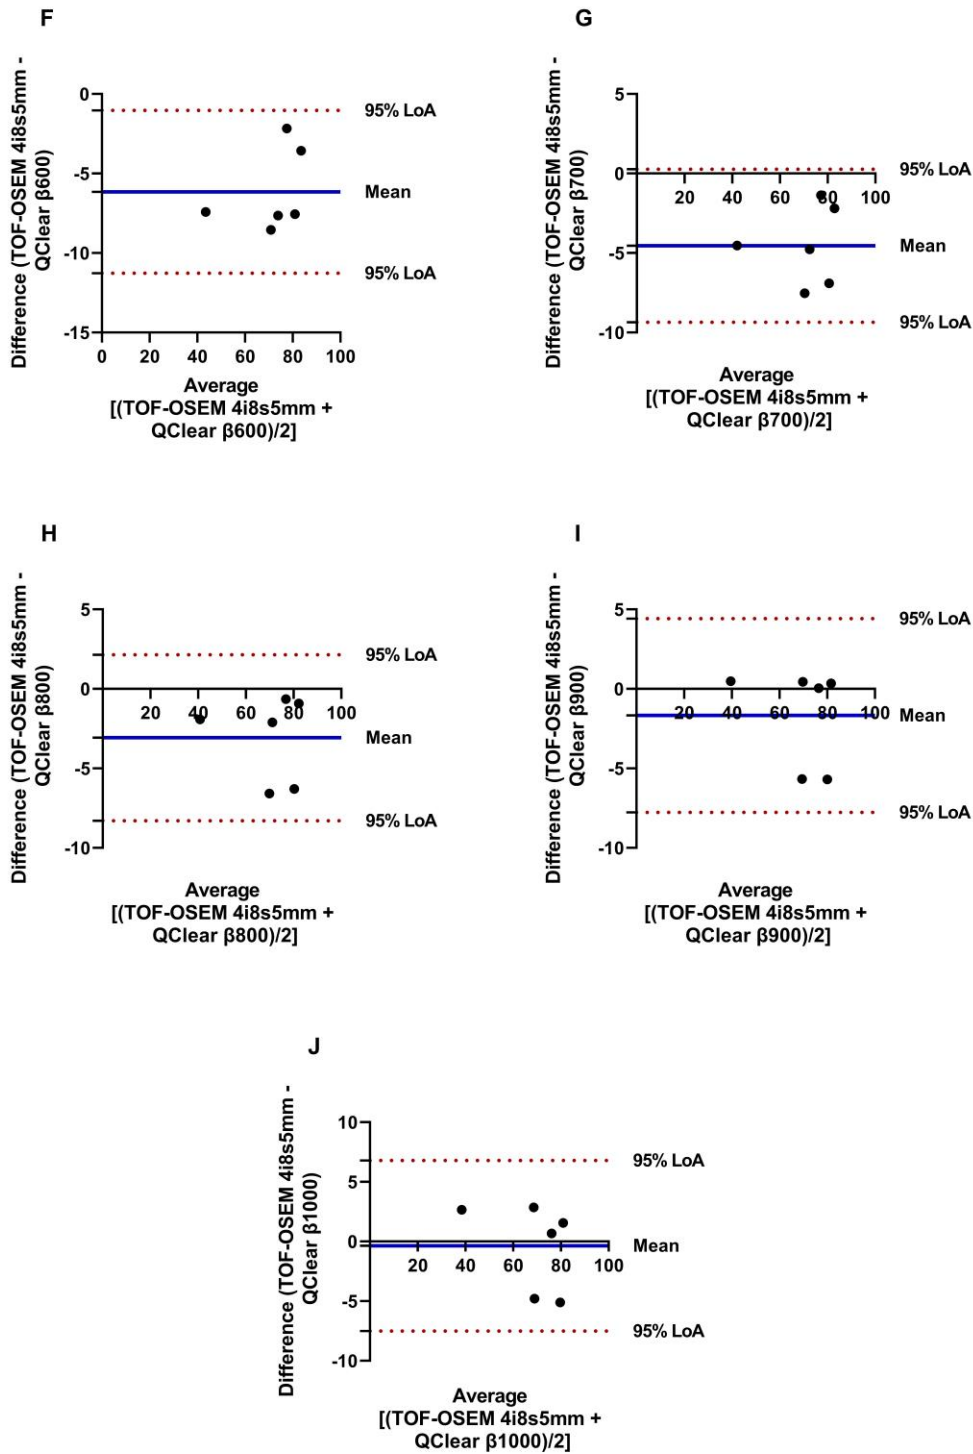 F
Difference (TOF-OSEM 4i8s5mm -
QClear β600)
0
-5
-10
-15
95% LoA
Mean
95% LoA
0 20 40 60 80 100
Average
[(TOF-OSEM 4i8s5mm +
QClear β600)/2]
G
Difference (TOF-OSEM 4i8s5mm -
QClear β700)
5
0
-5
-10
20 40 60 80 100
95% LoA
Mean
95% LoA
Average
[(TOF-OSEM 4i8s5mm +
QClear β700)/2]
H
Difference (TOF-OSEM 4i8s5mm -
QClear β800)
5
0
-5
-10
95% LoA
20 40 60 80 100
Mean
95% LoA
Average
[(TOF-OSEM 4i8s5mm +
QClear β800)/2]
I
Difference (TOF-OSEM 4i8s5mm -
QClear β900)
5
0
-5
-10
95% LoA
20 40 60 80 100
Mean
95% LoA
Average
[(TOF-OSEM 4i8s5mm +
QClear β900)/2]
J
Difference (TOF-OSEM 4i8s5mm -
QClear β1000)
10
5
0
-5
-10
95% LoA
Mean
20 40 60 80 100
95% LoA
Average
[(TOF-OSEM 4i8s5mm +
QClear β1000)/2]